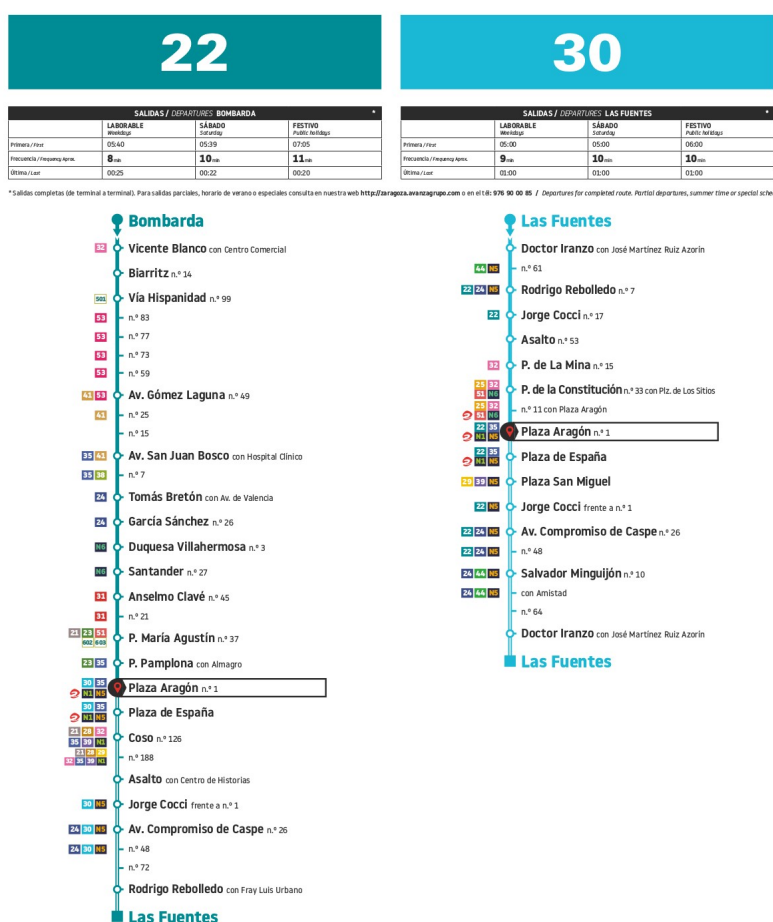 22
SALIDAS / DEPARTURES BOMBARDA *
LABORABLE SÁBADO FESTIVO
Weekdays Saturday Public holidays
Primera / First 05:40 05:39 07:05
Frecuencia / Frequency Aprox. 8 min 10 min 11 min
Última / Last 00:25 00:22 00:20
30
SALIDAS / DEPARTURES LAS FUENTES *
LABORABLE SÁBADO FESTIVO
Weekdays Saturday Public holidays
Primera / First 05:00 05:00 06:00
Frecuencia / Frequency Aprox. 9 min 10 min 10 min
Última / Last 01:00 01:00 01:00
* Salidas completas (de terminal a terminal). Para salidas parciales, horario de verano o especiales consulta en nuestra web http://zaragoza.avanzagrupo.com o en el tél: 976 90 00 85 / Departures for completed route. Partial departures, summer time or special sche
Bombarda
32 Vicente Blanco con Centro Comercial
Biarritz n.º 14
501 Vía Hispanidad n.º 99
53 n.º 83
53 n.º 77
53 n.º 73
53 n.º 59
41 53 Av. Gómez Laguna n.º 49
41 n.º 25
n.º 15
35 41 Av. San Juan Bosco con Hospital Clínico
35 38 n.º 7
24 Tomás Bretón con Av. de Valencia
24 García Sánchez n.º 26
N6 Duquesa Villahermosa n.º 3
N6 Santander n.º 27
31 Anselmo Clavé n.º 45
31 n.º 21
21 23 51
602 603 P. María Agustín n.º 37
23 35 P. Pamplona con Almagro
30 35
N1 N5 Plaza Aragón n.º 1
30 35
N1 N5 Plaza de España
21 28 32
35 39 N1 Coso n.º 126
21 28 29
32 35 39 N1 n.º 188
Asalto con Centro de Historias
30 N5 Jorge Cocci frente a n.º 1
24 30 N5 Av. Compromiso de Caspe n.º 26
24 30 N5 n.º 48
n.º 72
Rodrigo Rebolledo con Fray Luis Urbano
Las Fuentes
Las Fuentes
Doctor Iranzo con José Martínez Ruiz Azorín
44 N5 n.º 61
22 24 N5 Rodrigo Rebolledo n.º 7
22 Jorge Cocci n.º 17
Asalto n.º 53
32 P. de La Mina n.º 15
25 32
51 N6 P. de la Constitución n.º 33 con Plz. de Los Sitios
25 32
51 N6 n.º 11 con Plaza Aragón
22 35
N1 N5 Plaza Aragón n.º 1
22 35
N1 N5 Plaza de España
29 39 N5 Plaza San Miguel
22 N5 Jorge Cocci frente a n.º 1
22 24 N5 Av. Compromiso de Caspe n.º 26
22 24 N5 n.º 48
24 44 N5 Salvador Minguijón n.º 10
24 44 N5 con Amistad
n.º 64
Doctor Iranzo con José Martínez Ruiz Azorín
Las Fuentes